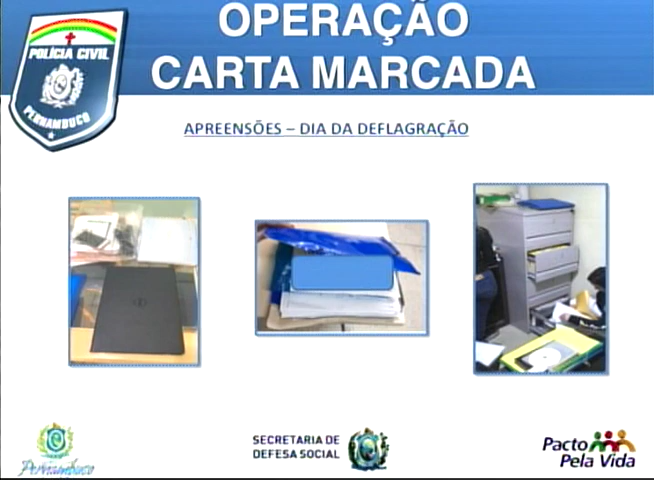 OPERAÇÃO
CARTA MARCADA
POLÍCIA CIVIL
PERNAMBUCO
APREENSÕES – DIA DA DEFLAGRAÇÃO
Pernambuco
SECRETARIA DE
DEFESA SOCIAL
Pacto
Pela Vida